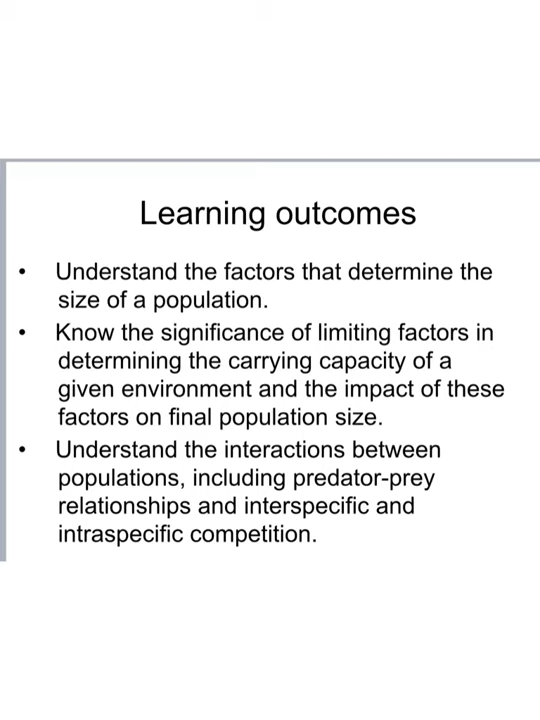 Learning outcomes
• Understand the factors that determine the
size of a population.
• Know the significance of limiting factors in
determining the carrying capacity of a
given environment and the impact of these
factors on final population size.
• Understand the interactions between
populations, including predator-prey
relationships and interspecific and
intraspecific competition.